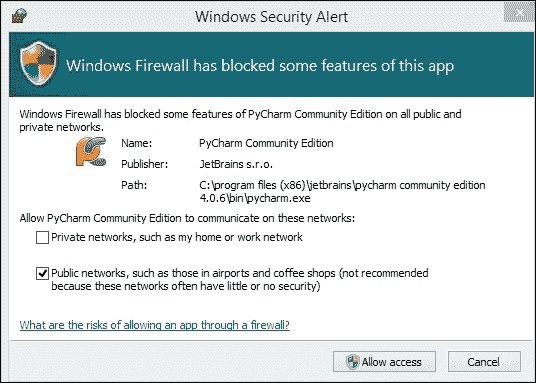 Windows Security Alert
Windows Firewall has blocked some features of this app
Windows Firewall has blocked some features of PyCharm Community Edition on all public and
private networks.
Name: PyCharm Community Edition
Publisher: JetBrains s.r.o.
Path: C:\program files (x86)\jetbrains\pycharm community edition
4.0.6\bin\pycharm.exe
Allow PyCharm Community Edition to communicate on these networks:
Private networks, such as my home or work network
Public networks, such as those in airports and coffee shops (not recommended
because these networks often have little or no security)
What are the risks of allowing an app through a firewall?
Allow access Cancel